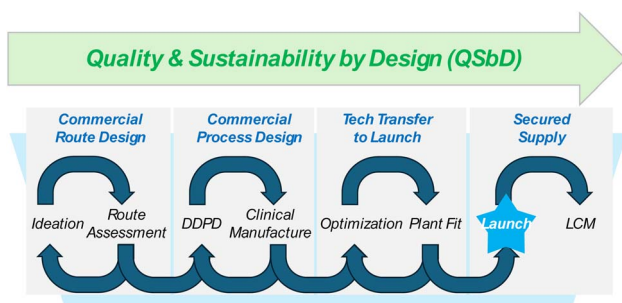 Quality & Sustainability by Design (QSbD)
Commercial
Route Design
Commercial
Process Design
Tech Transfer
to Launch
Secured
Supply
Ideation
Route
Assessment
DDPD
Clinical
Manufacture
Optimization
Plant Fit
Launch
LCM